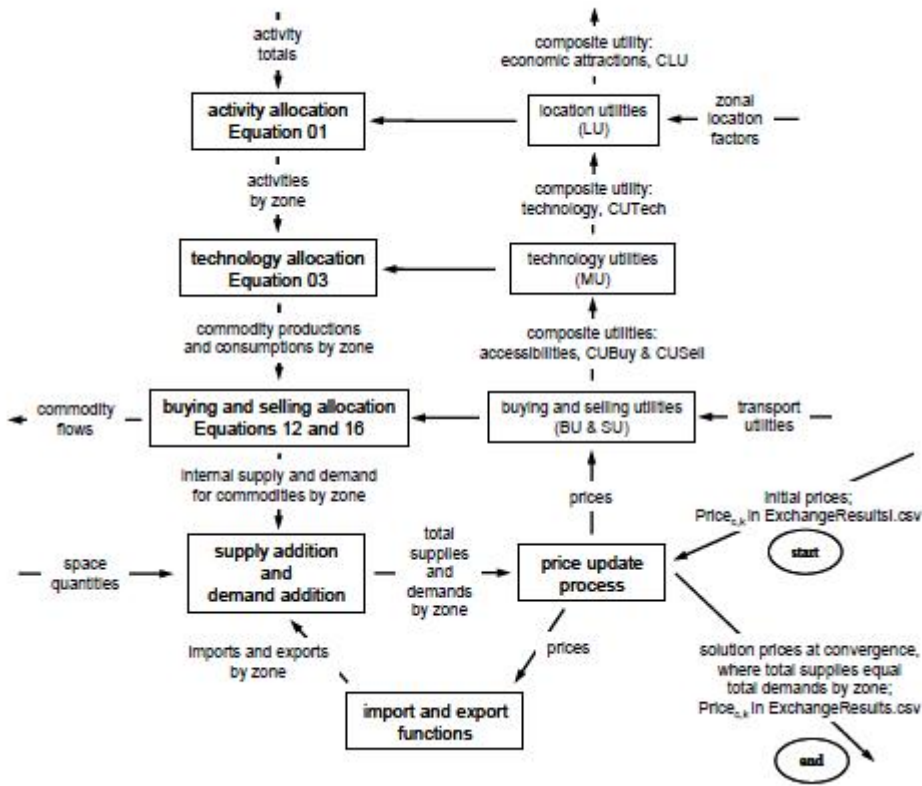 activity
totals
composite utility:
economic attractions, CLU
activity allocation
Equation 01
location utilities
(LU)
zonal
location
factors
activities
by zone
composite utility:
technology, CUTech
technology allocation
Equation 03
technology utilities
(MU)
commodity productions
and consumptions by zone
composite utilities:
accessibilities, CUBuy & CUSell
commodity
flows
buying and selling allocation
Equations 12 and 16
buying and selling utilities
(BU & SU)
transport
utilities
internal supply and demand
for commodities by zone
prices
initial prices;
Price c,k in ExchangeResultsI.csv
start
space
quantities
supply addition
and
demand addition
total
supplies
and
demands
by zone
price update
process
imports and exports
by zone
prices
solution prices at convergence,
where total supplies equal
total demands by zone;
Price c,k in ExchangeResults.csv
import and export
functions
end